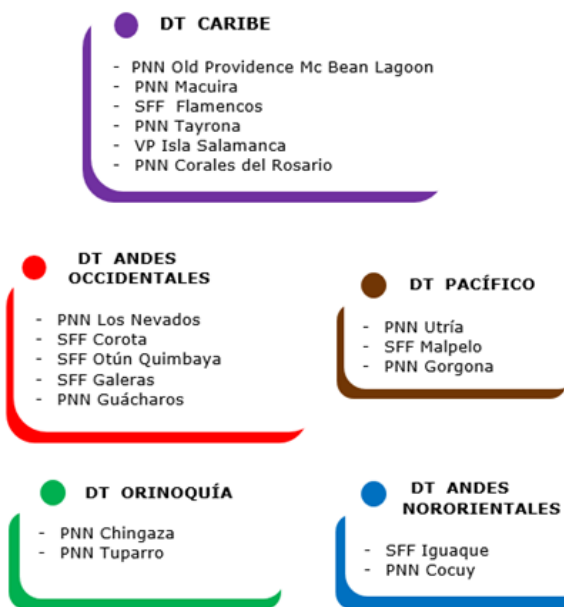 DT CARIBE
- PNN Old Providence Mc Bean Lagoon
- PNN Macuira
- SFF Flamencos
- PNN Tayrona
- VP Isla Salamanca
- PNN Corales del Rosario
DT ANDES
OCCIDENTALES
- PNN Los Nevados
- SFF Corota
- SFF Otún Quimbaya
- SFF Galeras
- PNN Guácharos
DT PACÍFICO
- PNN Utría
- SFF Malpelo
- PNN Gorgona
DT ORINOQUÍA
- PNN Chingaza
- PNN Tuparro
DT ANDES
NORORIENTALES
- SFF Iguaque
- PNN Cocuy